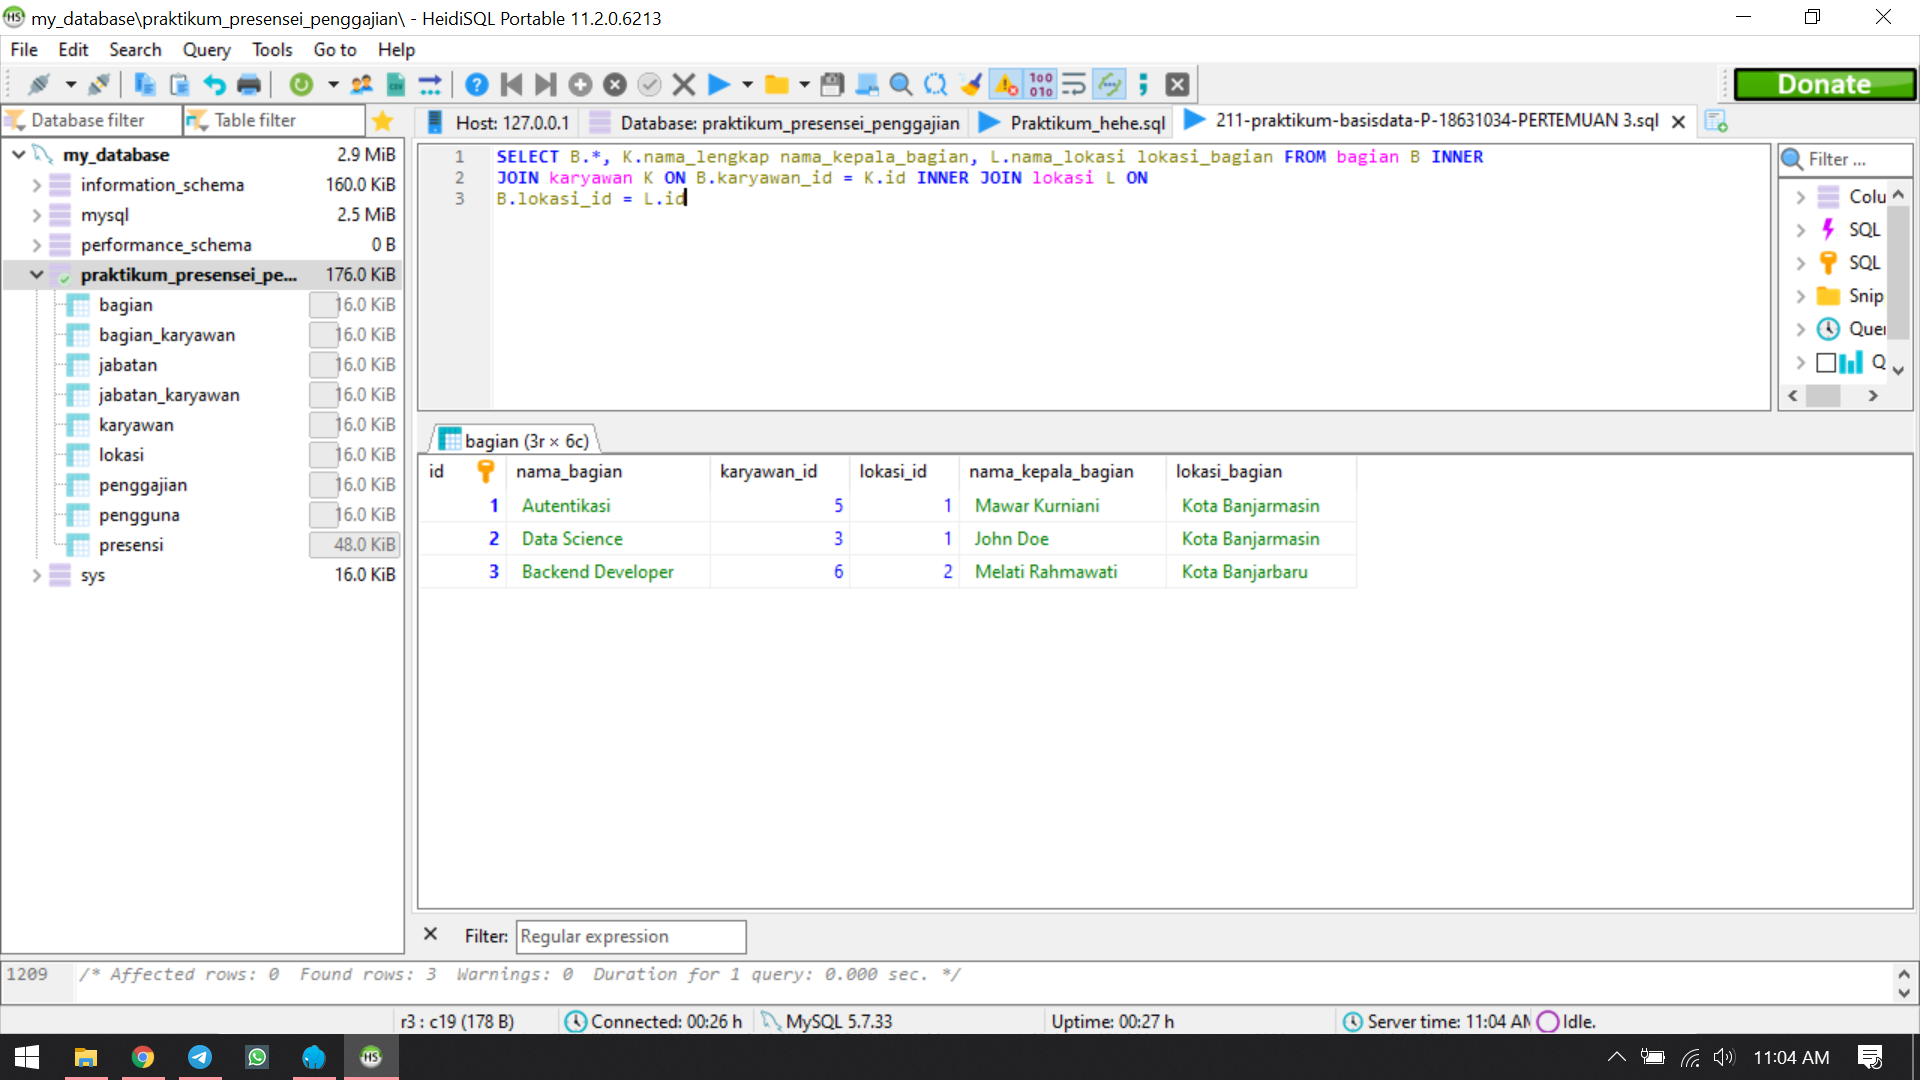 my_database\praktikum_presensei_penggajian\ - HeidiSQL Portable 11.2.0.6213
File Edit Search Query Tools Go to Help
Donate
Database filter Table filter
Host: 127.0.0.1 Database: praktikum_presensei_penggajian Praktikum_hehe.sql 211-praktikum-basisdata-P-18631034-PERTEMUAN 3.sql
my_database 2.9 MiB
information_schema 160.0 KiB
mysql 2.5 MiB
performance_schema 0 B
praktikum_presensei_pe... 176.0 KiB
bagian 16.0 KiB
bagian_karyawan 16.0 KiB
jabatan 16.0 KiB
jabatan_karyawan 16.0 KiB
karyawan 16.0 KiB
lokasi 16.0 KiB
penggajian 16.0 KiB
pengguna 16.0 KiB
presensi 48.0 KiB
sys 16.0 KiB
1 SELECT B.*, K.nama_lengkap nama_kepala_bagian, L.nama_lokasi lokasi_bagian FROM bagian B INNER
2 JOIN karyawan K ON B.karyawan_id = K.id INNER JOIN lokasi L ON
3 B.lokasi_id = L.id
Filter ...
Colu
SQL
SQL
Snip
Quer
Q
bagian (3r × 6c)
id nama_bagian karyawan_id lokasi_id nama_kepala_bagian lokasi_bagian
1 Autentikasi 5 1 Mawar Kurniani Kota Banjarmasin
2 Data Science 3 1 John Doe Kota Banjarmasin
3 Backend Developer 6 2 Melati Rahmawati Kota Banjarbaru
Filter: Regular expression
1209 /* Affected rows: 0 Found rows: 3 Warnings: 0 Duration for 1 query: 0.000 sec. */
r3 : c19 (178 B) Connected: 00:26 h MySQL 5.7.33 Uptime: 00:27 h Server time: 11:04 AM Idle.
HS 11:04 AM